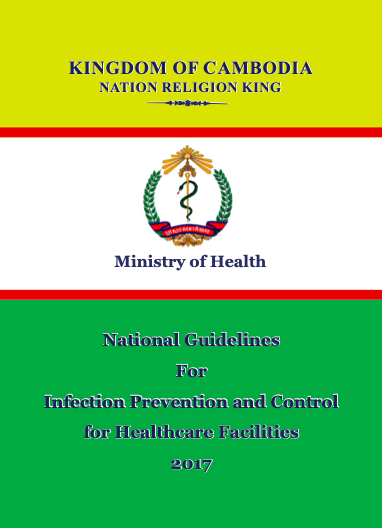 KINGDOM OF CAMBODIA
NATION RELIGION KING
Ministry of Health
National Guidelines
For
Infection Prevention and Control
for Healthcare Facilities
2017